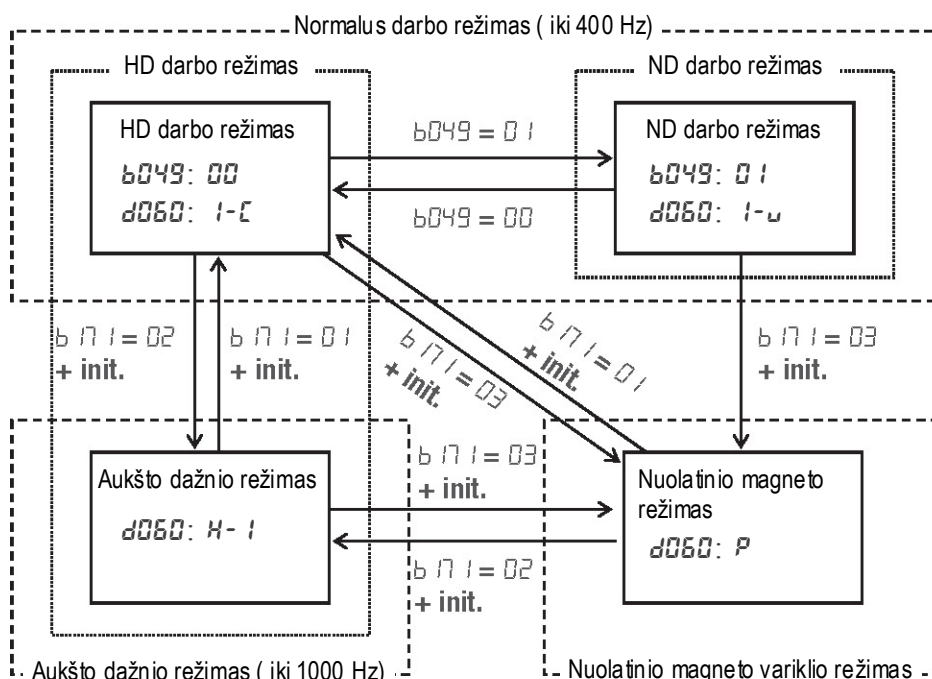 Normalus darbo režimas ( iki 400 Hz)
HD darbo režimas
ND darbo režimas
HD darbo režimas
b049: 00
d060: I-C
b049 = 01
b049 = 00
ND darbo režimas
b049: 01
d060: I-u
b171 = 02
+ init.
b171 = 01
+ init.
b171 = 03
+ init.
b171 = 01
+ init.
b171 = 03
+ init.
Aukšto dažnio režimas
d060: H-I
b171 = 03
+ init.
b171 = 02
+ init.
Nuolatinio magneto
režimas
d060: P
Aukšto dažnio režimas ( iki 1000 Hz)
Nuolatinio magneto variklio režimas